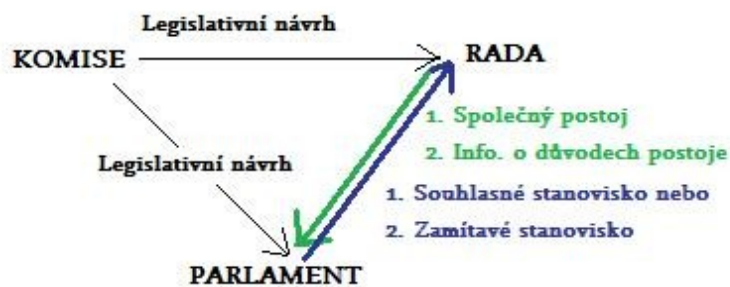 Legislativní návrh
KOMISE
RADA
1. Společný postoj
2. Info. o důvodech postoje
Legislativní návrh
1. Souhlasné stanovisko nebo
2. Zamítavé stanovisko
PARLAMENT